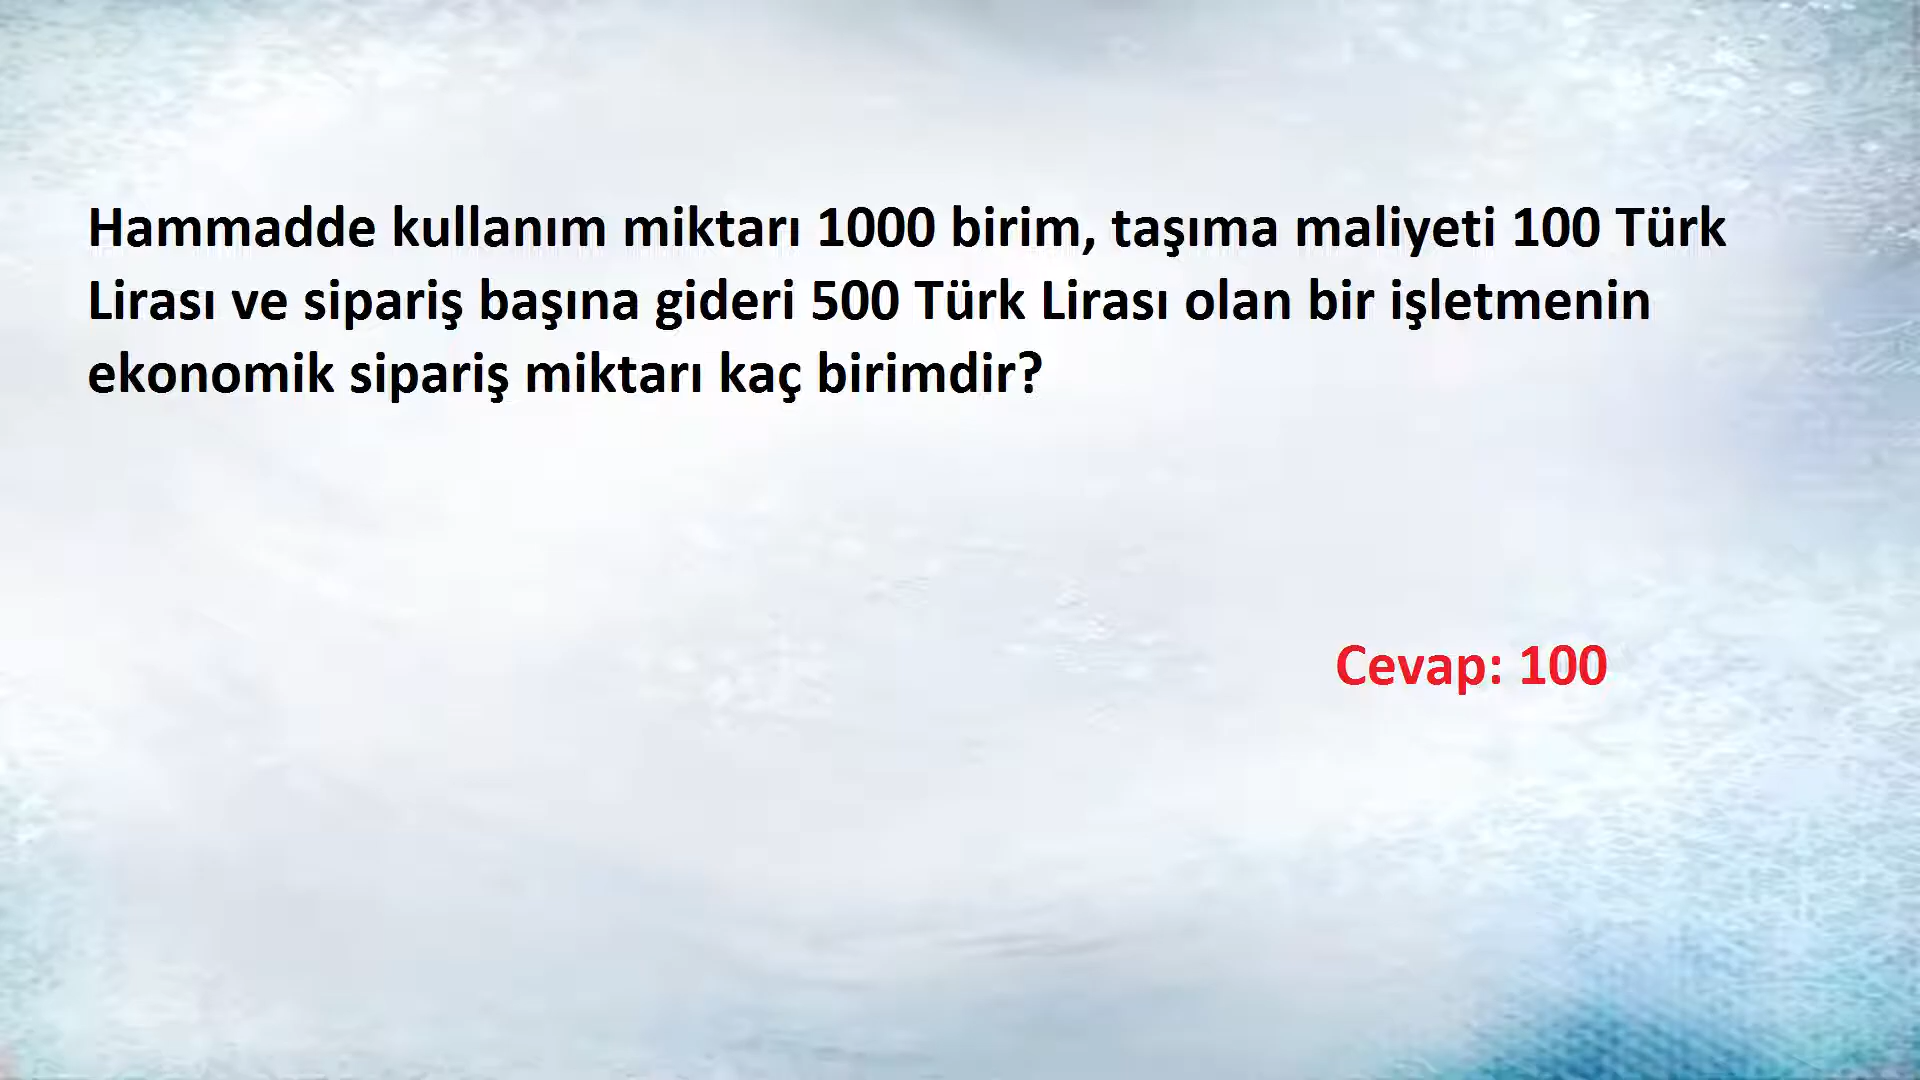 Hammadde kullanım miktarı 1000 birim, taşıma maliyeti 100 Türk
Lirası ve sipariş başına gideri 500 Türk Lirası olan bir işletmenin
ekonomik sipariş miktarı kaç birimdir?
Cevap: 100